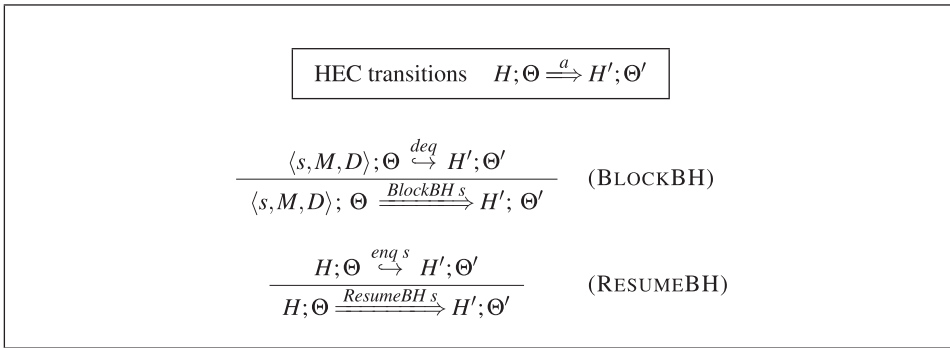 HEC transitions H;Θ ⟹ᵃ H′;Θ′
⟨s,M,D⟩;Θ ↪^{deq} H′;Θ′
⟨s,M,D⟩; Θ ⟹^{BlockBH s} H′; Θ′ (BLOCKBH)
H;Θ ↪^{enq s} H′;Θ′
H;Θ ⟹^{ResumeBH s} H′;Θ′ (RESUMEBH)